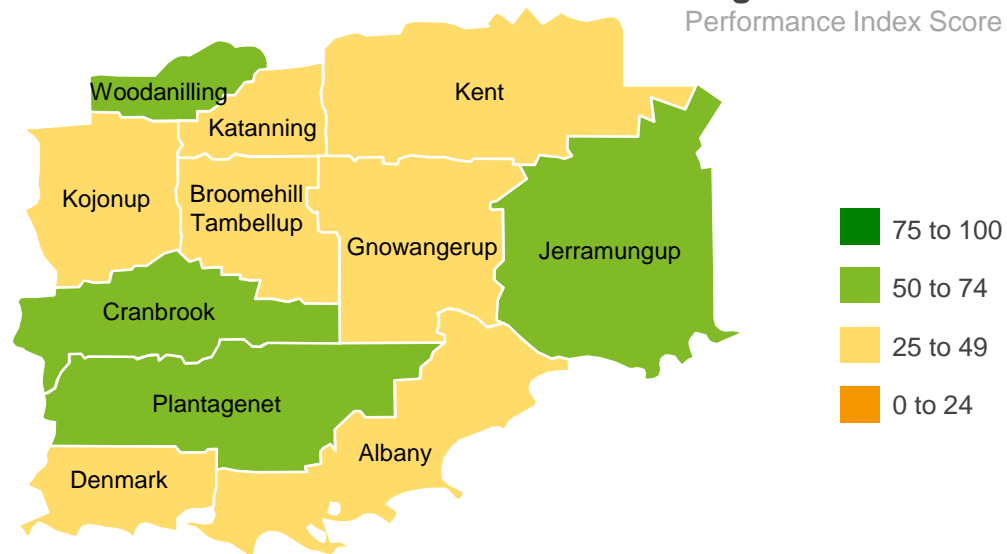 Performance Index Score
Woodanilling
Kent
Katanning
Kojonup
Broomehill
Tambellup
Gnowangerup
Jerramungup
Cranbrook
Plantagenet
Albany
Denmark
75 to 100
50 to 74
25 to 49
0 to 24